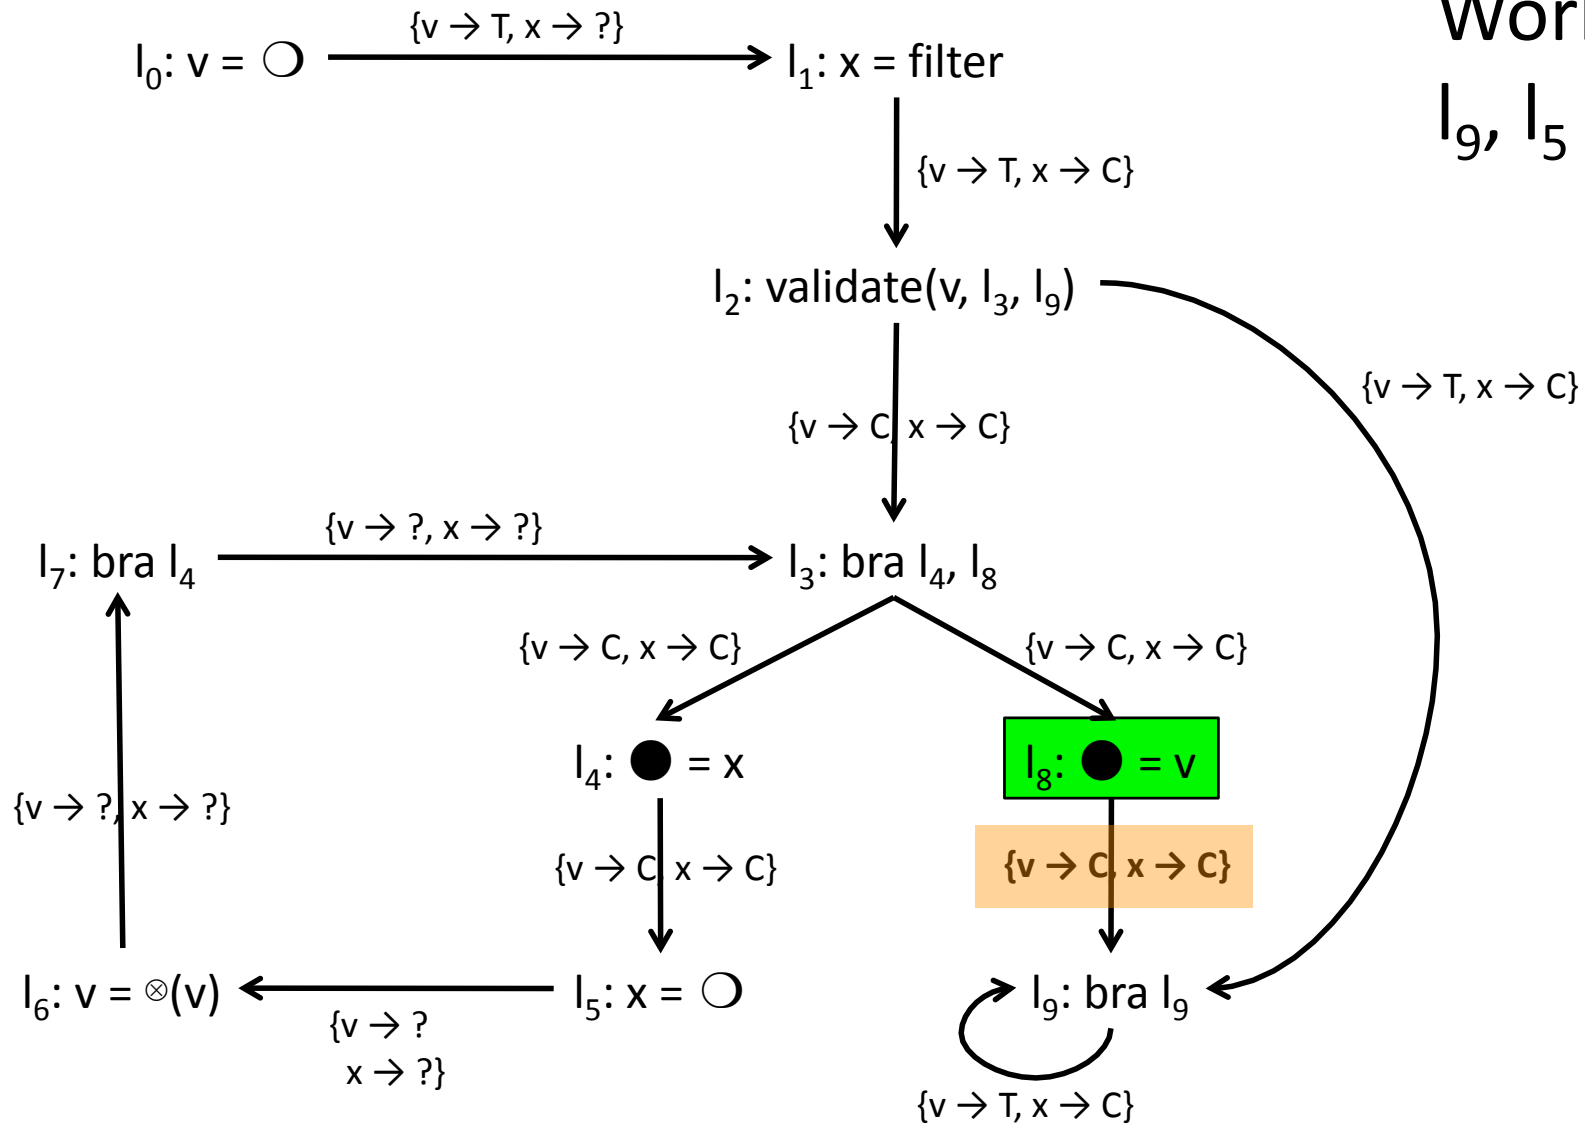 Worl
{v → T, x → ?}
l₀: v = ❍
l₁: x = filter
l₉, l₅
{v → T, x → C}
l₂: validate(v, l₃, l₉)
{v → T, x → C}
{v → C, x → C}
{v → ?, x → ?}
l₇: bra l₄
l₃: bra l₄, l₈
{v → C, x → C}
{v → C, x → C}
l₄: ● = x
l₈: ● = v
{v → ?, x → ?}
{v → C, x → C}
{v → C, x → C}
l₆: v = ⊗(v)
l₅: x = ❍
l₉: bra l₉
{v → ?
x → ?}
{v → T, x → C}